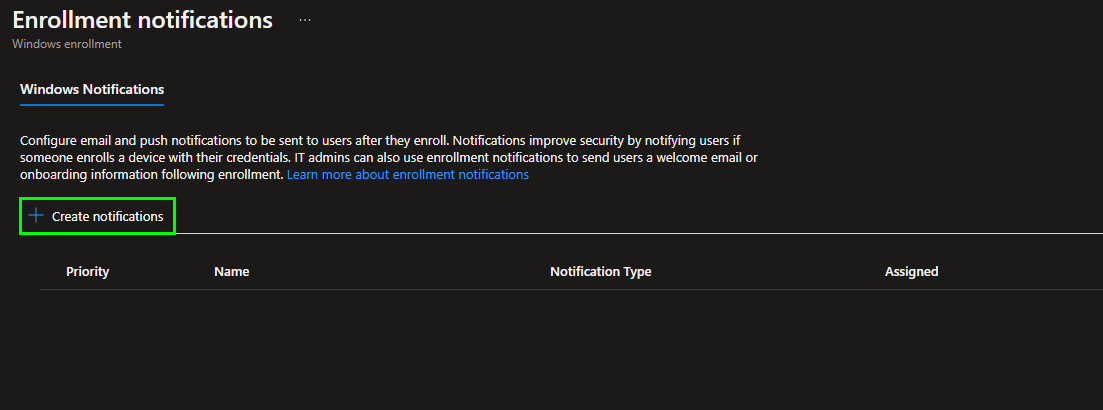 Enrollment notifications ...
Windows enrollment
Windows Notifications
Configure email and push notifications to be sent to users after they enroll. Notifications improve security by notifying users if
someone enrolls a device with their credentials. IT admins can also use enrollment notifications to send users a welcome email or
onboarding information following enrollment. Learn more about enrollment notifications
+ Create notifications
Priority Name Notification Type Assigned